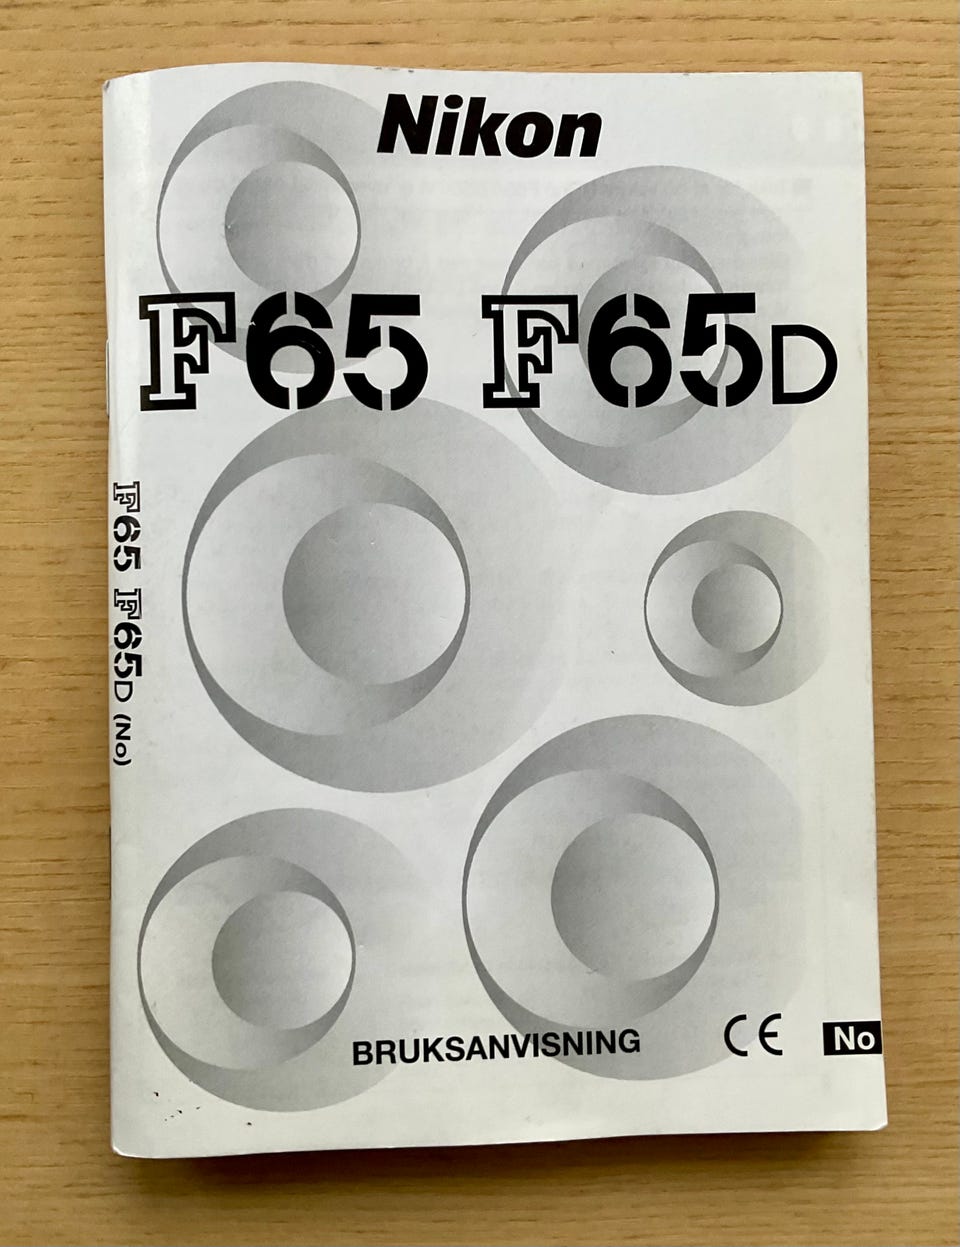 Nikon
F65 F65D
F65 F65D (No)
BRUKSANVISNING
CE
No